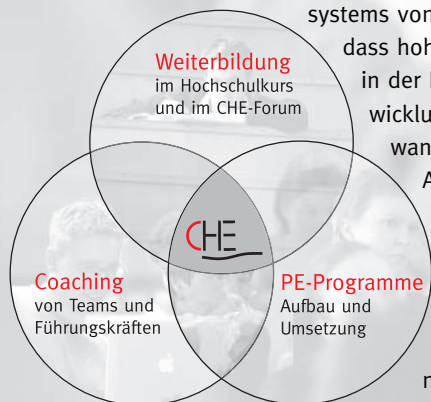 systems von
dass hoh
in der
wicklu
wan
A
Weiterbildung
im Hochschulkurs
und im CHE-Forum
CHE
Coaching
von Teams und
Führungskräften
PE-Programme
Aufbau und
Umsetzung
n